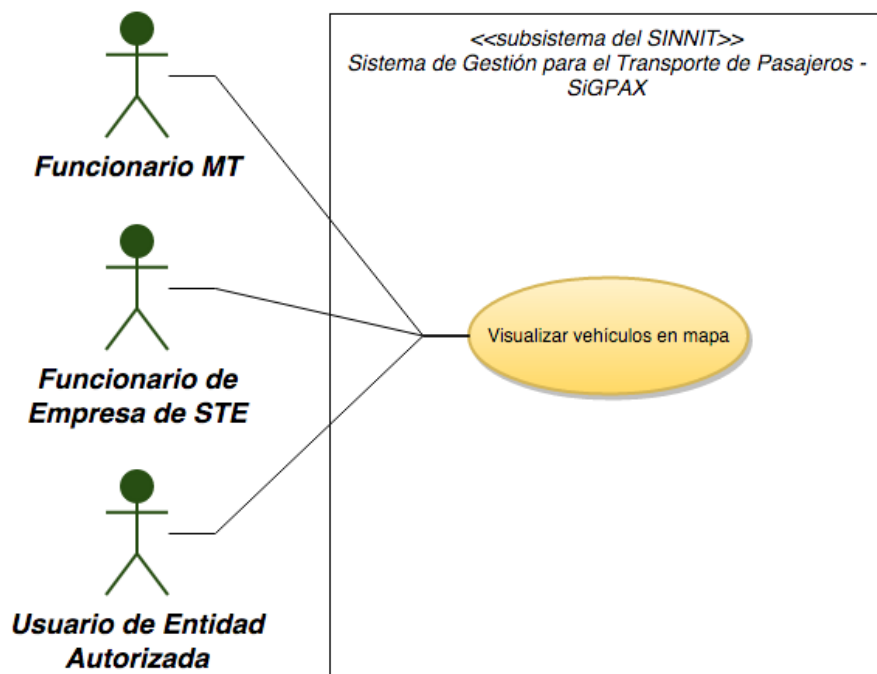 <<subsistema del SINNIT>>
Sistema de Gestión para el Transporte de Pasajeros -
SiGPAX
Funcionario MT
Visualizar vehículos en mapa
Funcionario de
Empresa de STE
Usuario de Entidad
Autorizada